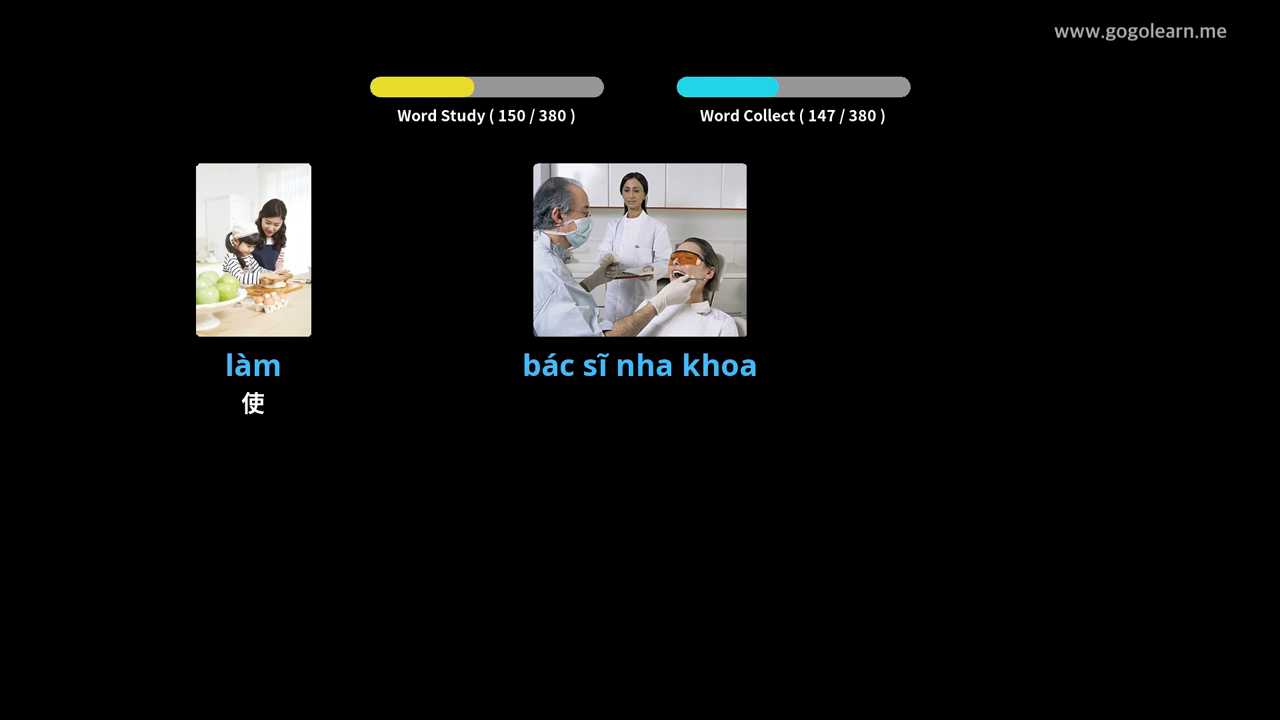 www.gogolearn.me
Word Study ( 150 / 380 )
Word Collect ( 147 / 380 )
làm
使
bác sĩ nha khoa